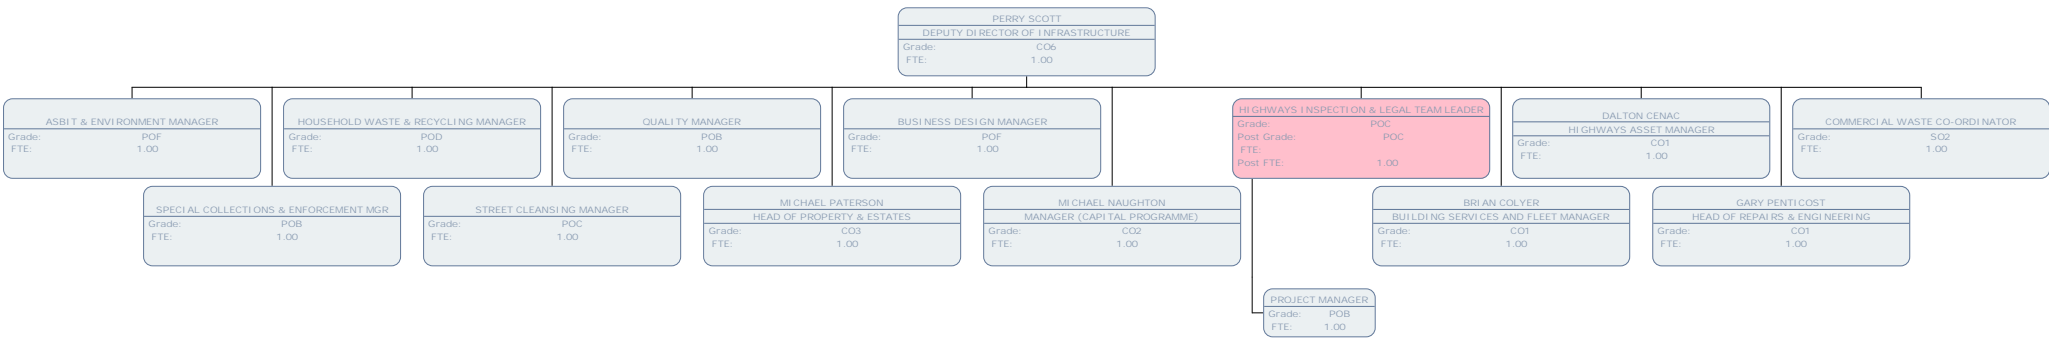 PERRY SCOTT
DEPUTY DIRECTOR OF INFRASTRUCTURE
Grade: CO6
FTE: 1.00
ASBIT & ENVIRONMENT MANAGER
Grade: POF
FTE: 1.00
HOUSEHOLD WASTE & RECYCLING MANAGER
Grade: POD
FTE: 1.00
QUALITY MANAGER
Grade: POB
FTE: 1.00
BUSINESS DESIGN MANAGER
Grade: POF
FTE: 1.00
HIGHWAYS INSPECTION & LEGAL TEAM LEADER
Grade: POC
Post Grade: POC
FTE:
Post FTE: 1.00
DALTON CENAC
HIGHWAYS ASSET MANAGER
Grade: CO1
FTE: 1.00
COMMERCIAL WASTE CO-ORDINATOR
Grade: SO2
FTE: 1.00
SPECIAL COLLECTIONS & ENFORCEMENT MGR
Grade: POB
FTE: 1.00
STREET CLEANSING MANAGER
Grade: POC
FTE: 1.00
MICHAEL PATERSON
HEAD OF PROPERTY & ESTATES
Grade: CO3
FTE: 1.00
MICHAEL NAUGHTON
MANAGER (CAPITAL PROGRAMME)
Grade: CO2
FTE: 1.00
BRIAN COLYER
BUILDING SERVICES AND FLEET MANAGER
Grade: CO1
FTE: 1.00
GARY PENTICOST
HEAD OF REPAIRS & ENGINEERING
Grade: CO1
FTE: 1.00
PROJECT MANAGER
Grade: POB
FTE: 1.00